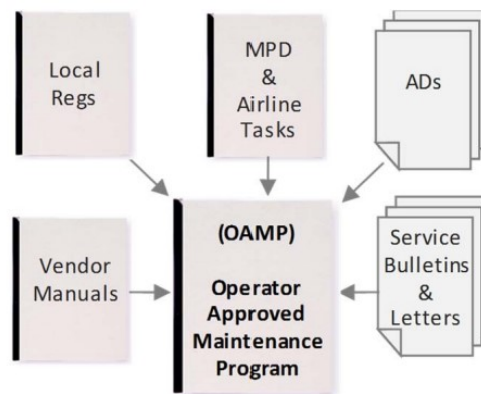 Local
Regs
MPD
&
Airline
Tasks
ADs
Vendor
Manuals
(OAMP)
Operator
Approved
Maintenance
Program
Service
Bulletins
&
Letters